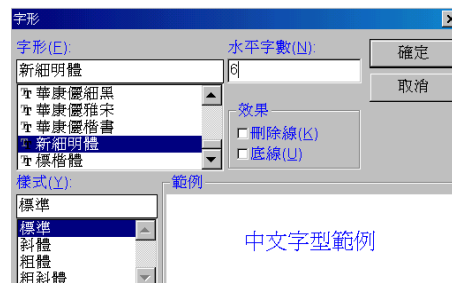 字形
字形(F):
水平字數(N):
確定
新細明體
6
取消
華康儷細黑
華康儷雅宋
華康儷楷書
新細明體
標楷體
效果
刪除線(K)
底線(U)
樣式(Y):
範例
標準
標準
斜體
粗體
粗斜體
中文字型範例